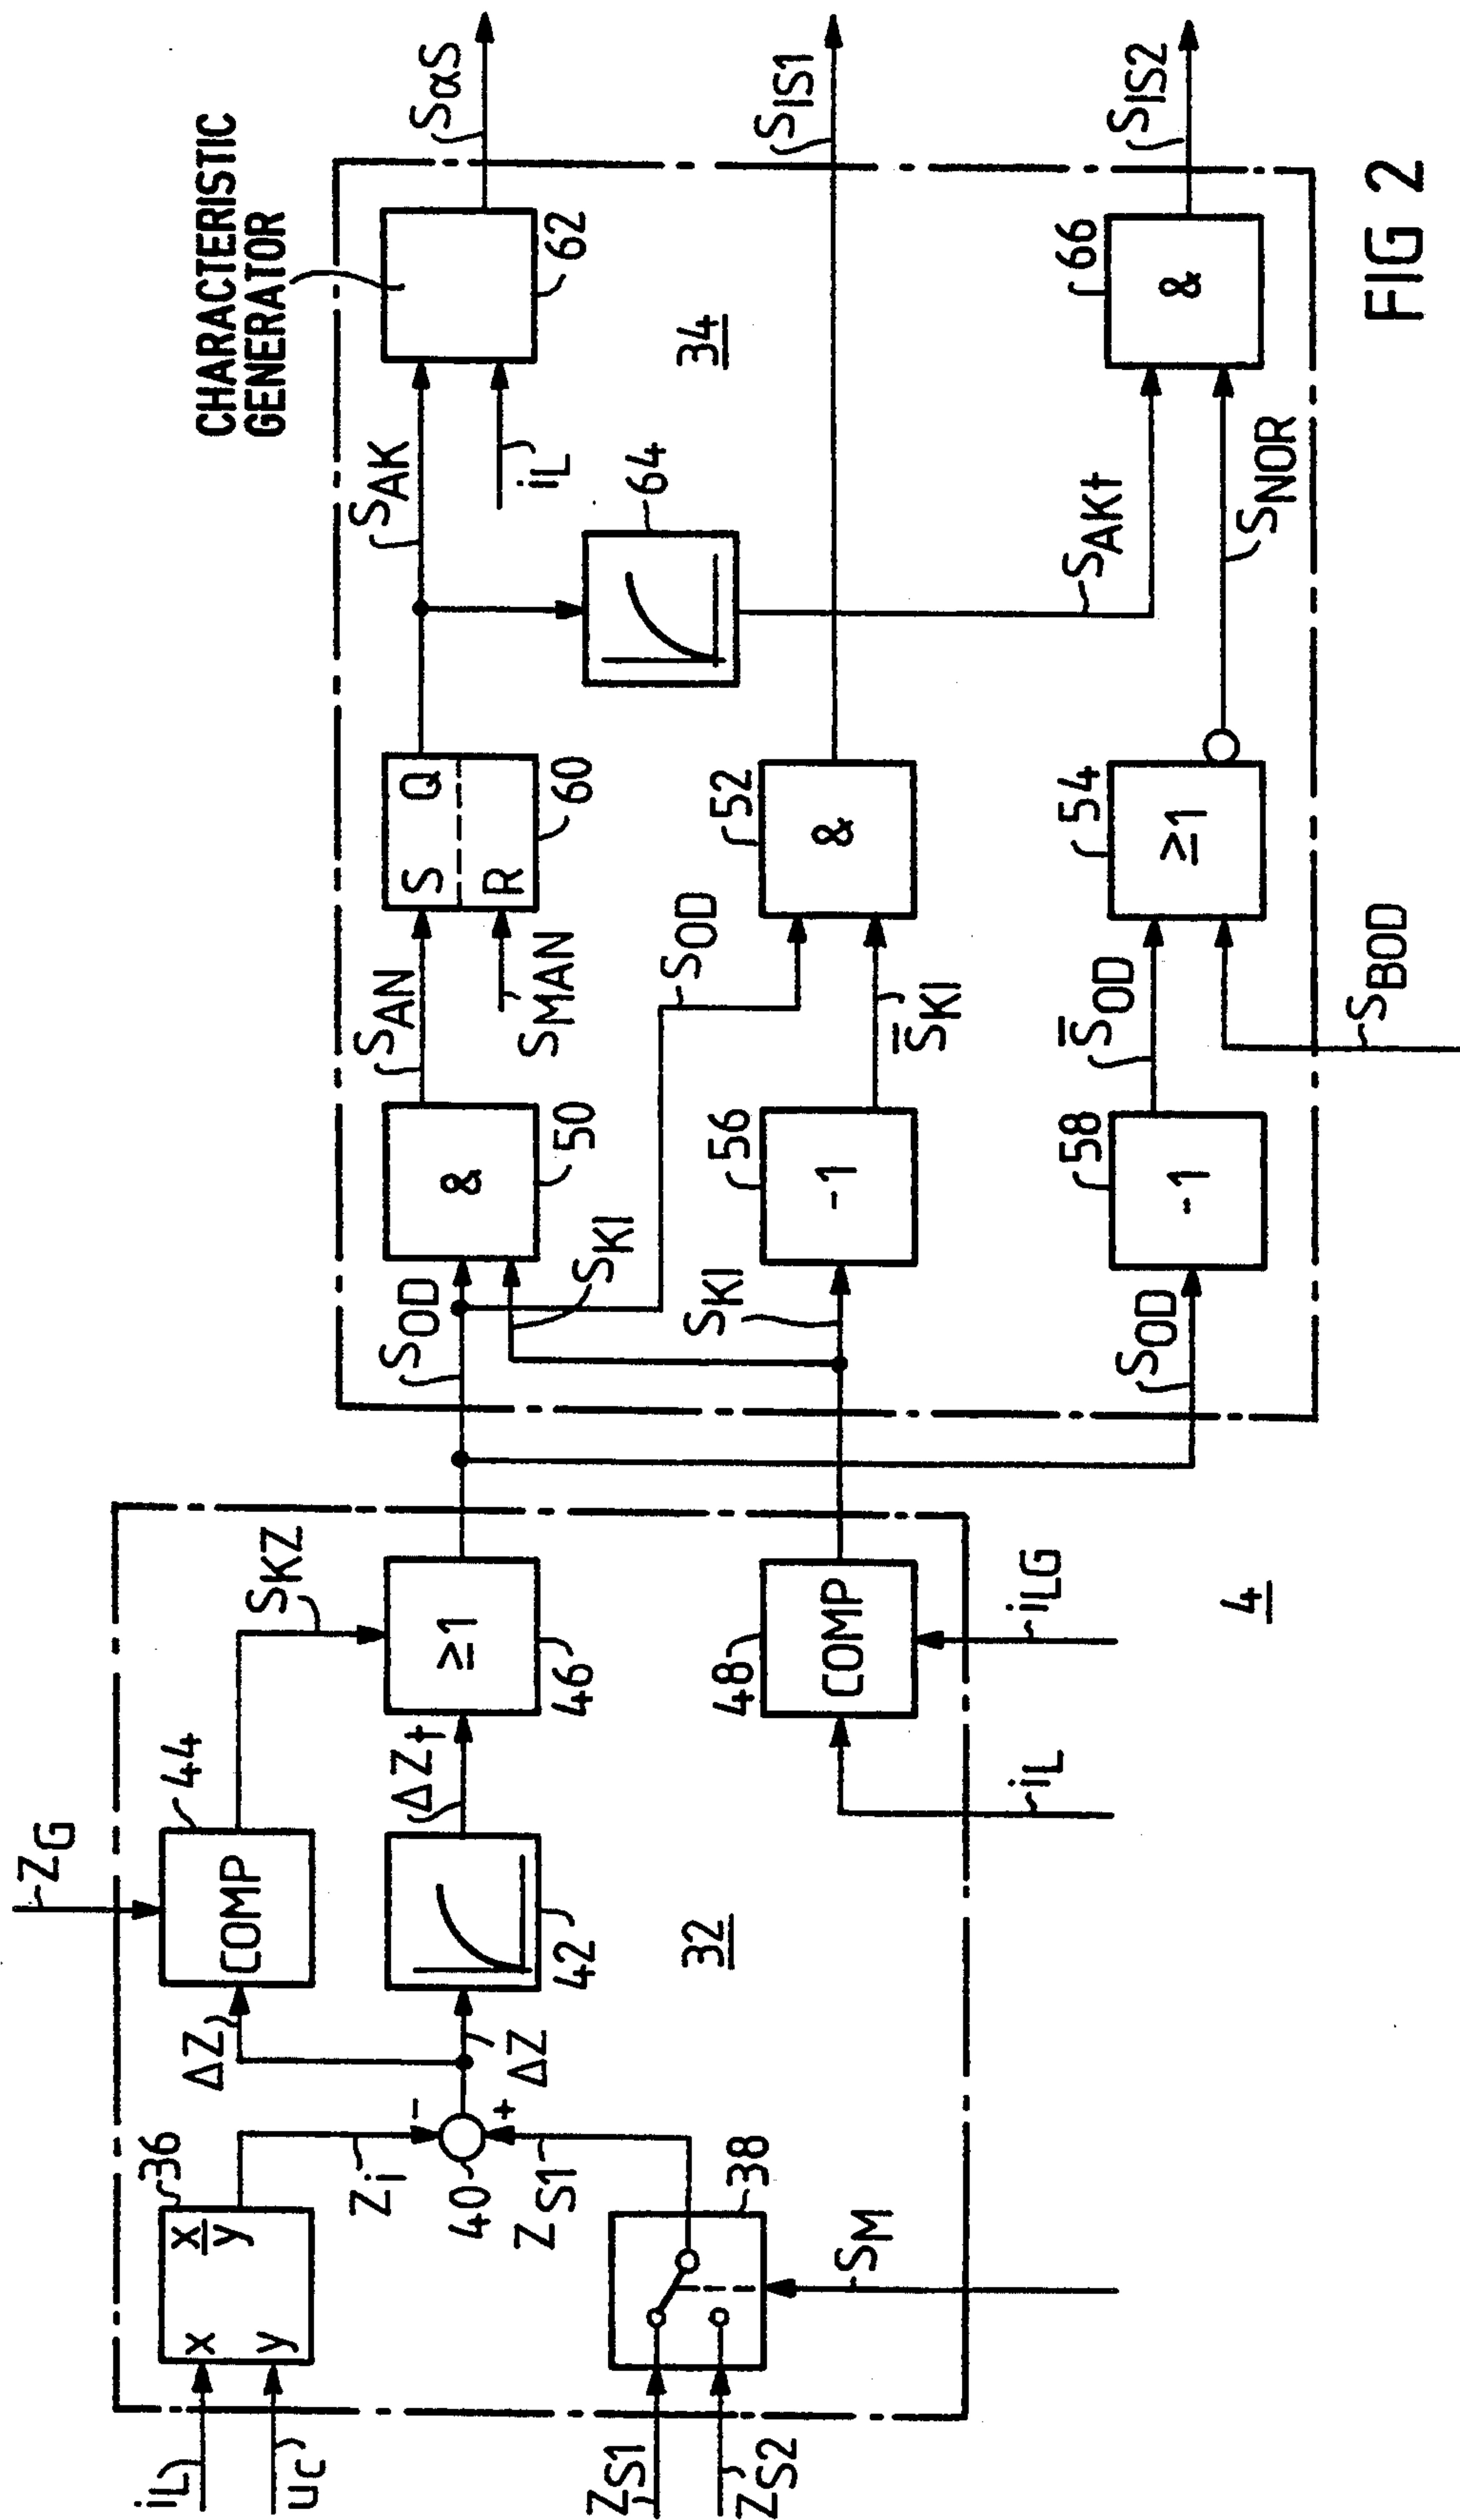 CHARACTERISTIC
GENERATOR
iL
uc
x
y
x
y
36
Zi
-
40
+
ZS1
ΔZ
ΔZ
ZG
COMP
44
SKZ
42
ΔZt
≥1
46
ZS1
ZS2
38
SM
32
iL
48
COMP
iLG
4
SOD
SKI
&
50
SAN
S Q
R
60
SMAN
SAK
iL
62
SαS
34
64
SKI
-1
56
S̄KI
SOD
&
52
SIS1
SAKt
SOD
-1
58
S̄OD
≥1
54
SBOD
SNOR
&
66
SIS2
FIG 2